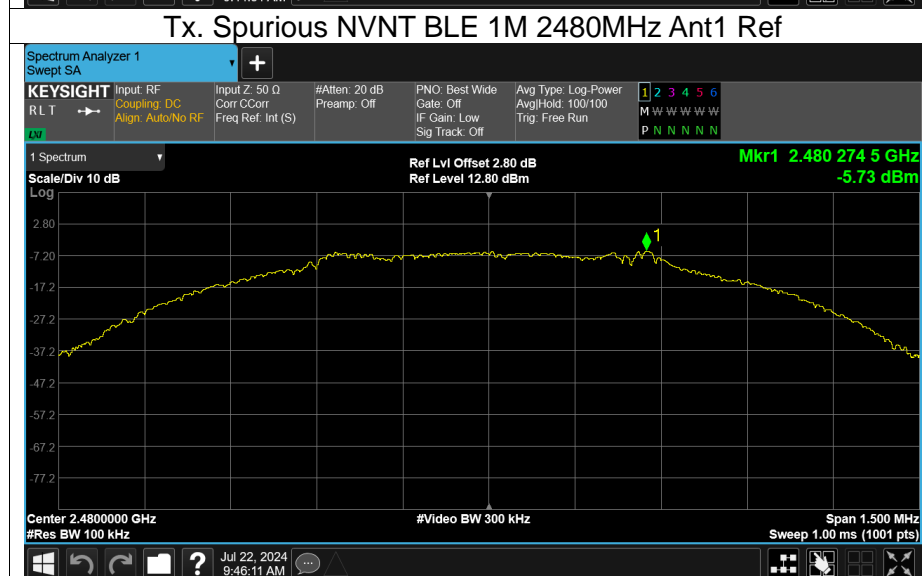 Tx. Spurious NVNT BLE 1M 2480MHz Ant1 Ref
Spectrum Analyzer 1
Swept SA
+
KEYSIGHT
RLT
LXI
Input: RF
Coupling: DC
Align: Auto/No RF
Input Z: 50 Ω
Corr CCorr
Freq Ref: Int (S)
#Atten: 20 dB
Preamp: Off
PNO: Best Wide
Gate: Off
IF Gain: Low
Sig Track: Off
Avg Type: Log-Power
Avg|Hold: 100/100
Trig: Free Run
1 2 3 4 5 6
M W W W W W
P N N N N N
1 Spectrum
Scale/Div 10 dB
Ref Lvl Offset 2.80 dB
Ref Level 12.80 dBm
Mkr1 2.480 274 5 GHz
-5.73 dBm
Log
2.80
-7.20
-17.2
-27.2
-37.2
-47.2
-57.2
-67.2
-77.2
1
Center 2.4800000 GHz
#Res BW 100 kHz
#Video BW 300 kHz
Span 1.500 MHz
Sweep 1.00 ms (1001 pts)
?
Jul 22, 2024
9:46:11 AM